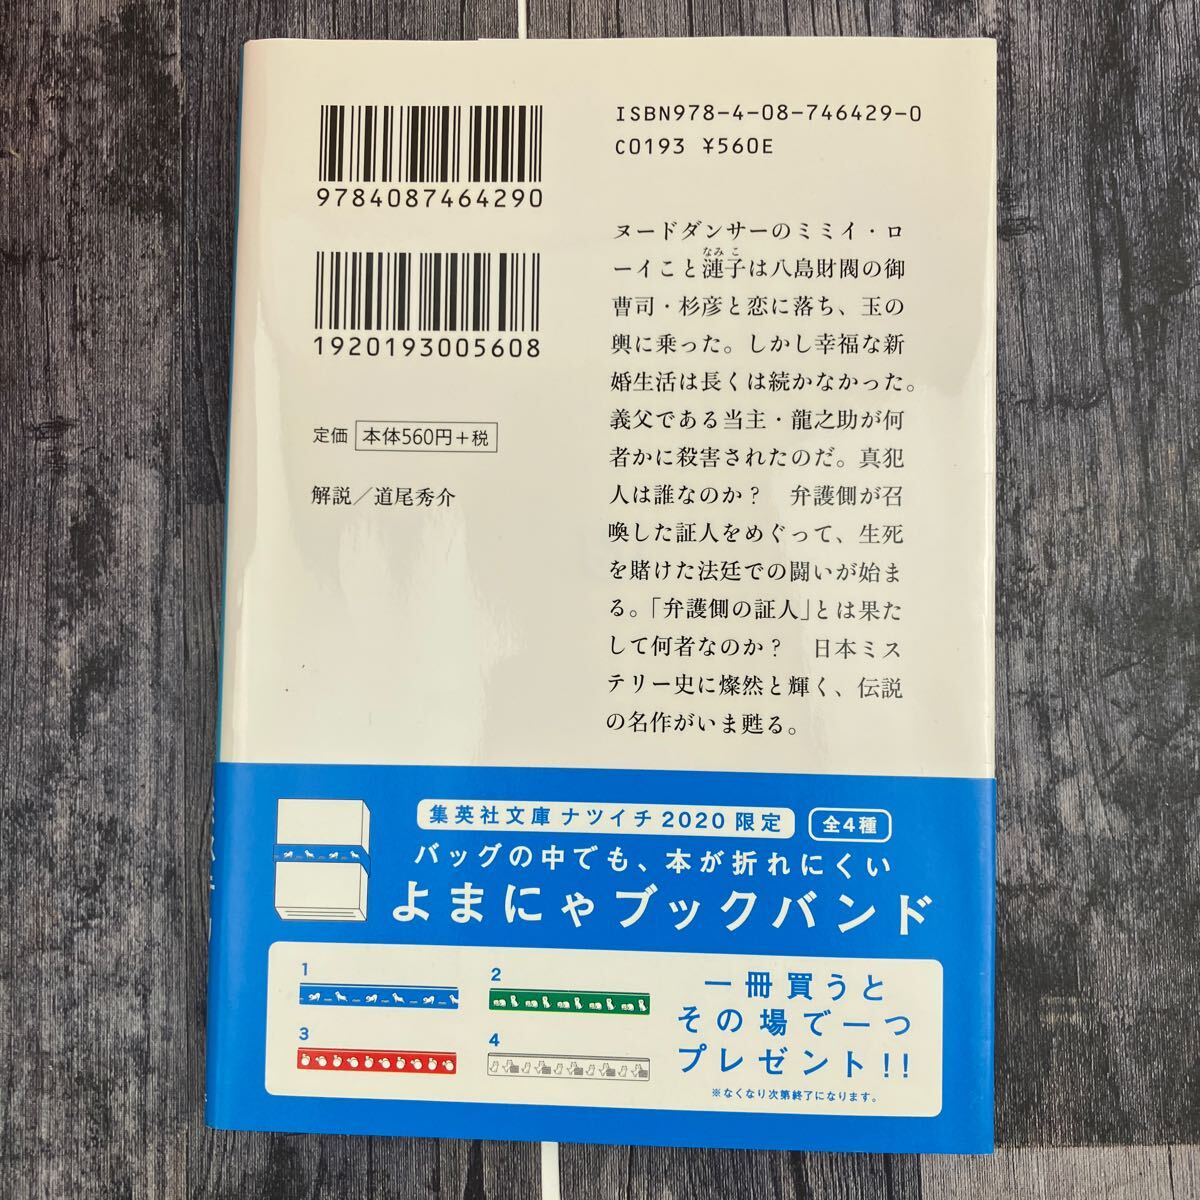 ISBN978-4-08-746429-0
C0193 ¥560E
9784087464290
1920193005608
定価 本体560円+税
解説／道尾秀介
ヌードダンサーのミミイ・ロ
なみ こ
ーイこと漣子は八島財閥の御
曹司・杉彦と恋に落ち、玉の
輿に乗った。しかし幸福な新
婚生活は長くは続かなかった。
義父である当主・龍之助が何
者かに殺害されたのだ。真犯
人は誰なのか？　弁護側が召
喚した証人をめぐって、生死
を賭けた法廷での闘いが始ま
る。「弁護側の証人」とは果た
して何者なのか？　日本ミス
テリー史に燦然と輝く、伝説
の名作がいま甦る。
集英社文庫ナツイチ2020限定 全4種
バッグの中でも、本が折れにくい
よまにゃブックバンド
1
2
3
4
一冊買うと
その場で一つ
プレゼント!!
※なくなり次第終了になります。